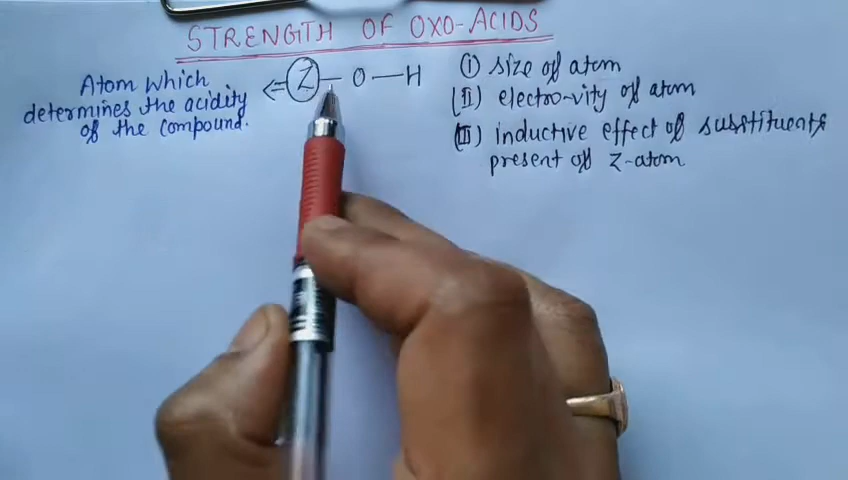 STRENGTH OF OXO-ACIDS
Atom which
determines the acidity
of the compound.
⇐ Z — O — H
(i) size of atom
(II) electro-vity of atom
(III) inductive effect of sustituents
present of Z-atom